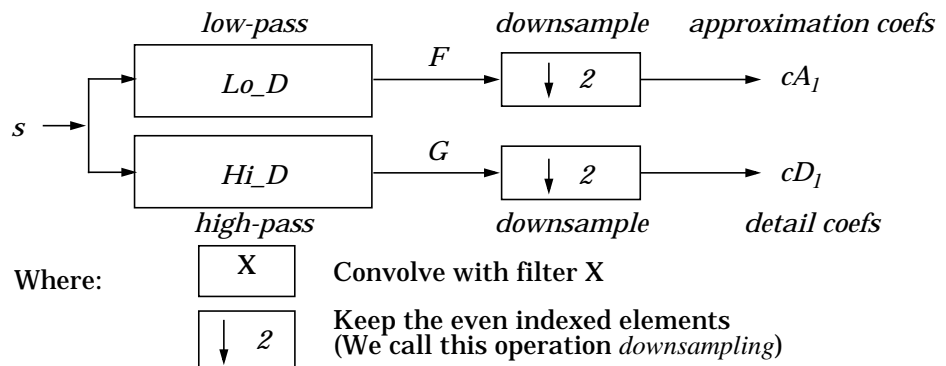 low-pass downsample approximation coefs
Lo_D F ↓ 2 cA1
s
Hi_D G ↓ 2 cD1
high-pass downsample detail coefs
Where: X Convolve with filter X
↓ 2 Keep the even indexed elements
(We call this operation downsampling)